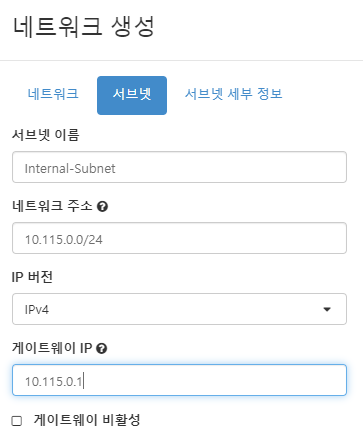 네트워크 생성
네트워크 서브넷 서브넷 세부 정보
서브넷 이름
Internal-Subnet
네트워크 주소 ?
10.115.0.0/24
IP 버전
IPv4
게이트웨이 IP ?
10.115.0.1
게이트웨이 비활성